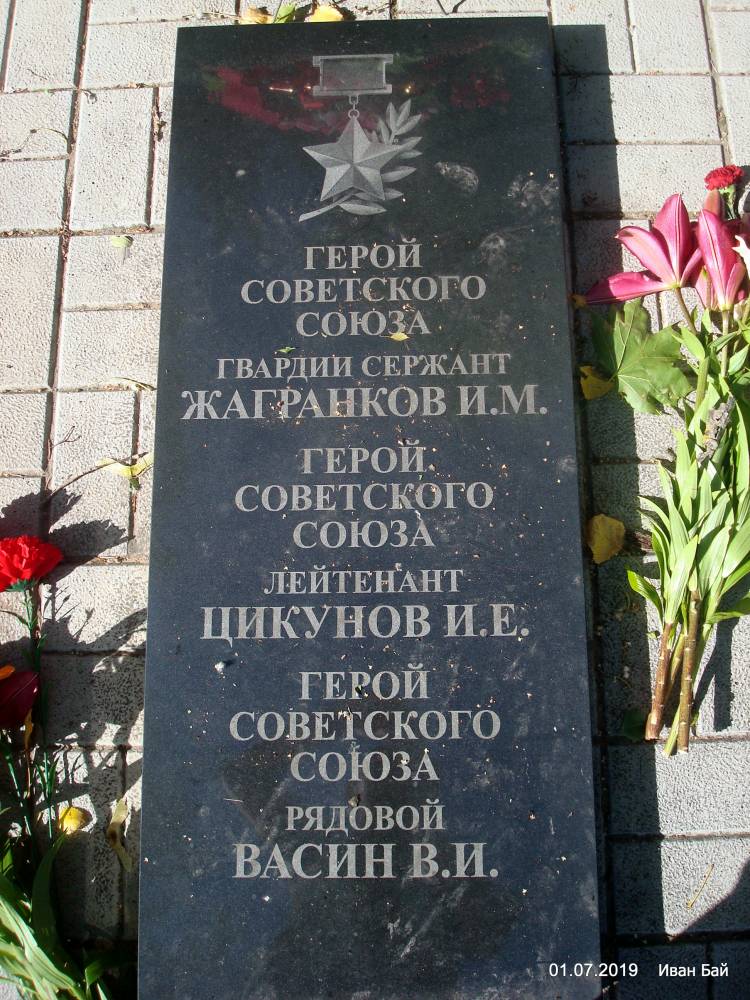 ГЕРОЙ
СОВЕТСКОГО
СОЮЗА
ГВАРДИИ СЕРЖАНТ
ЖАГРАНКОВ И.М.
ГЕРОЙ
СОВЕТСКОГО
СОЮЗА
ЛЕЙТЕНАНТ
ЦИКУНОВ И.Е.
ГЕРОЙ
СОВЕТСКОГО
СОЮЗА
РЯДОВОЙ
ВАСИН В.И.
01.07.2019 Иван Бай